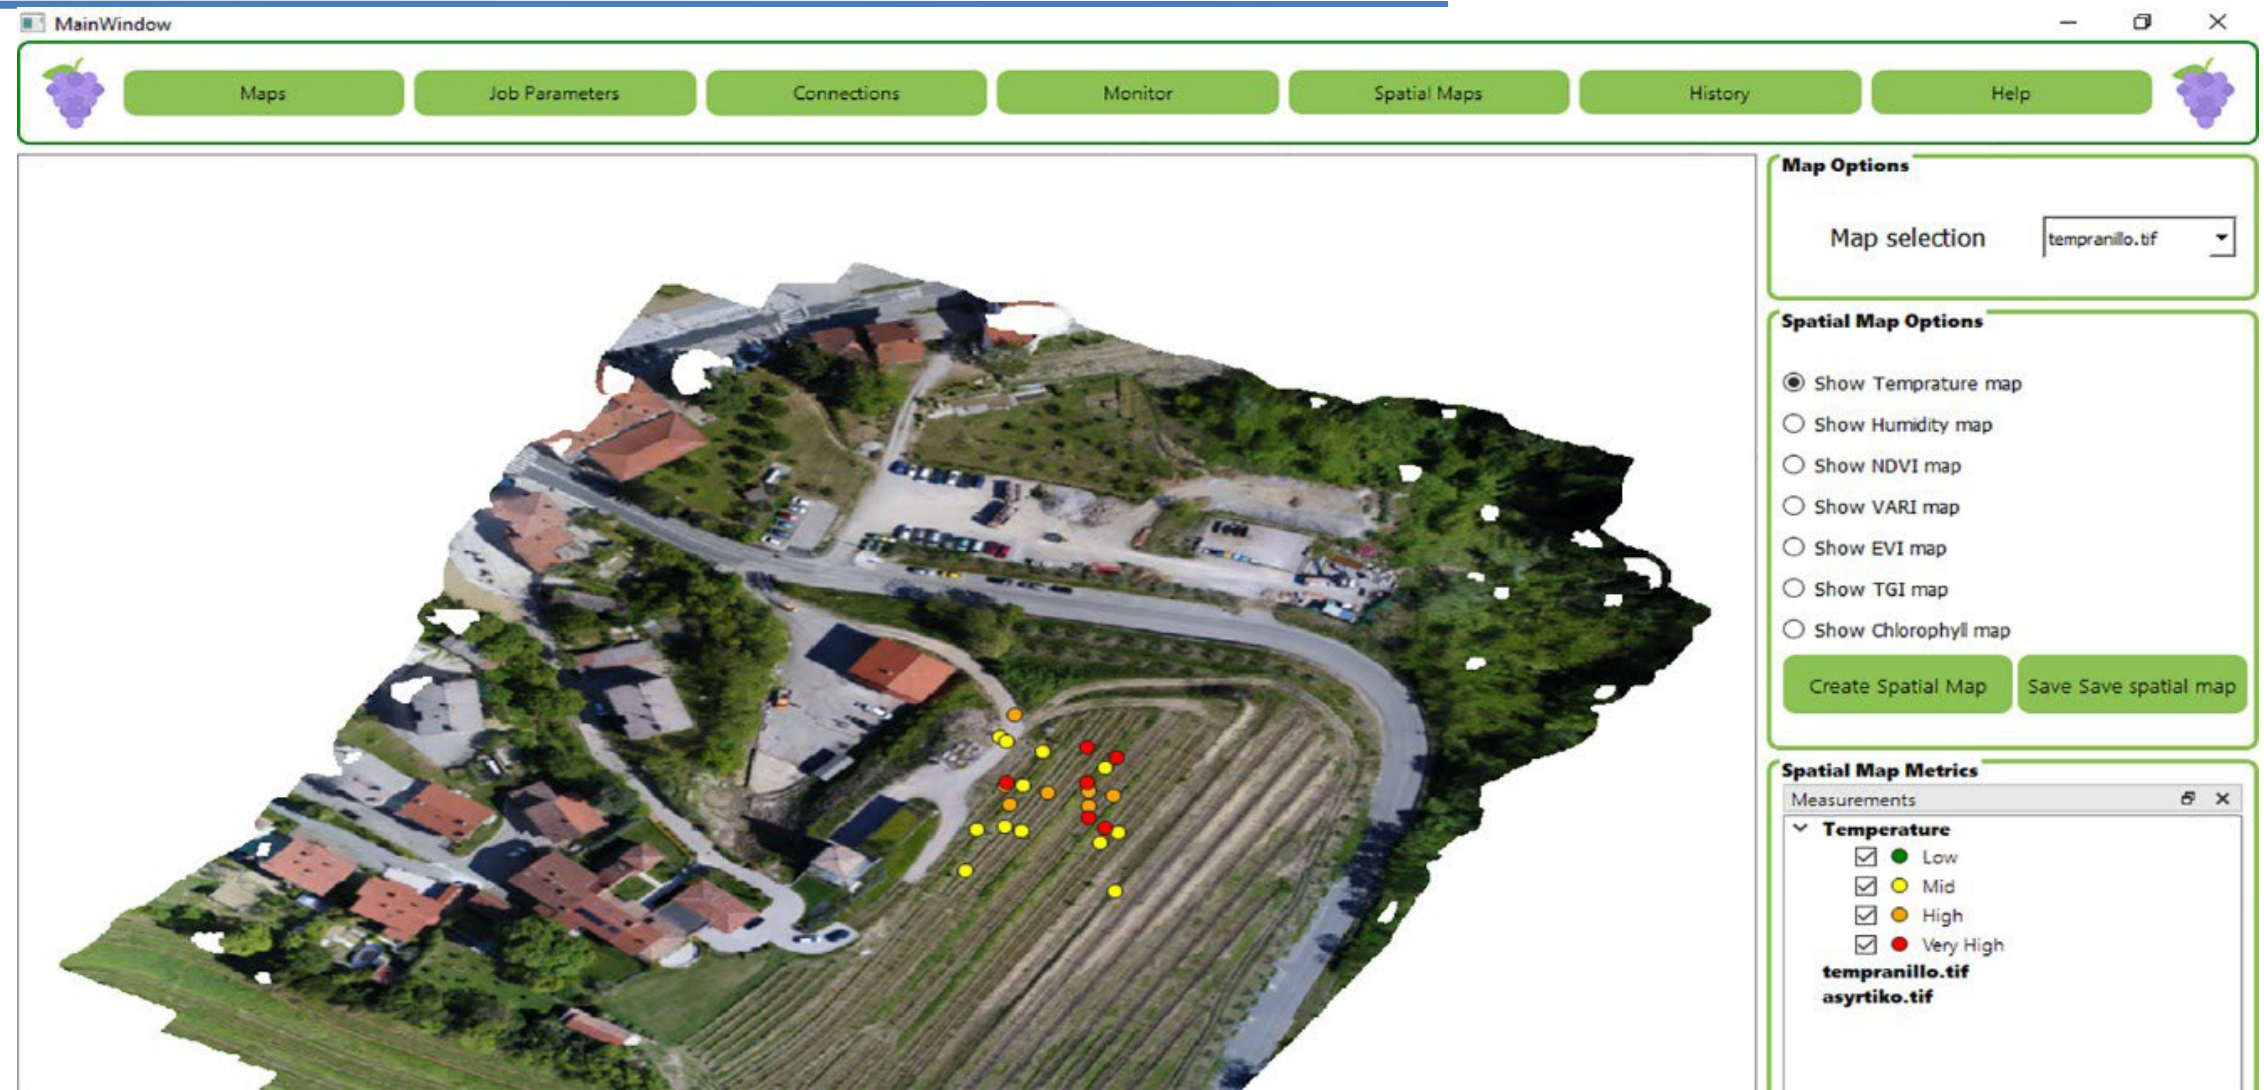 MainWindow
Maps
Job Parameters
Connections
Monitor
Spatial Maps
History
Help
Map Options
Map selection
tempranillo.tif
Spatial Map Options
Show Temprature map
Show Humidity map
Show NDVI map
Show VARI map
Show EVI map
Show TGI map
Show Chlorophyll map
Create Spatial Map
Save Save spatial map
Spatial Map Metrics
Measurements
Temperature
Low
Mid
High
Very High
tempranillo.tif
asyrtiko.tif